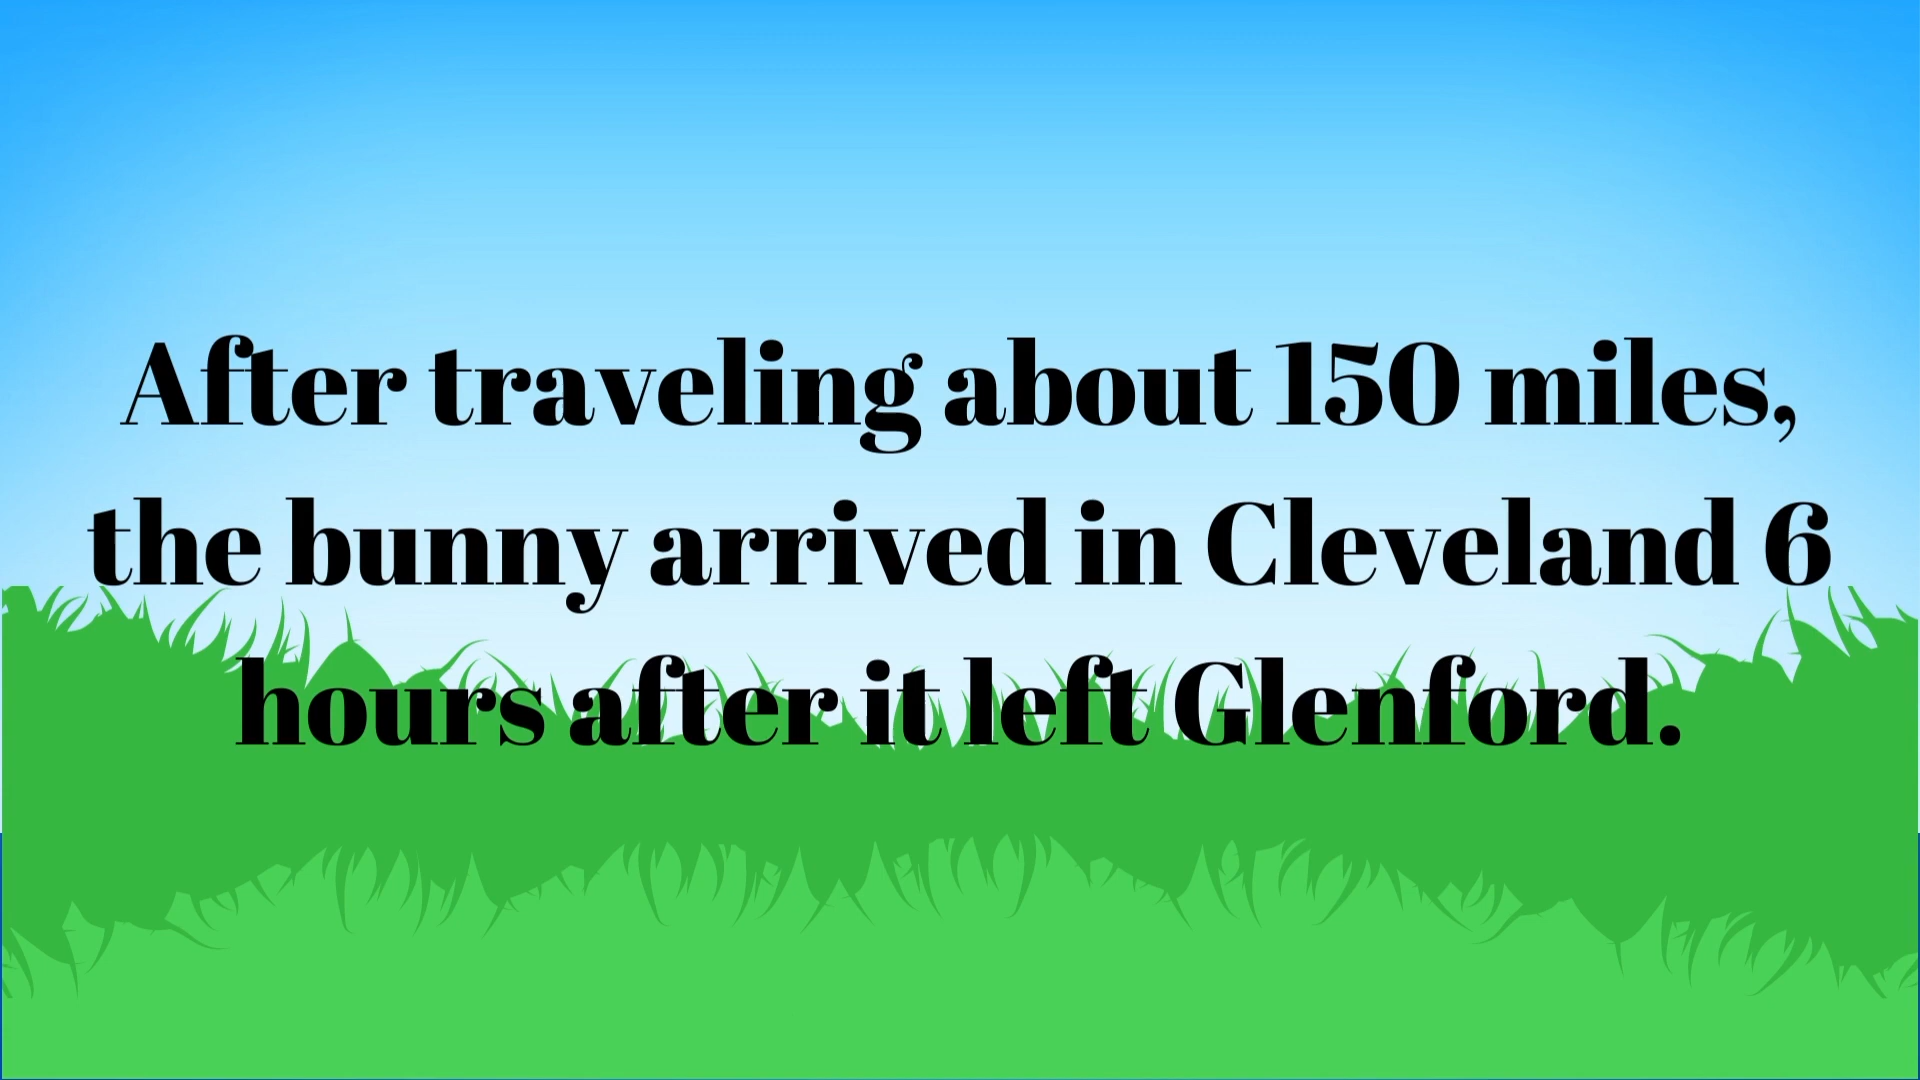 After traveling about 150 miles,
the bunny arrived in Cleveland 6
hours after it left Glenford.